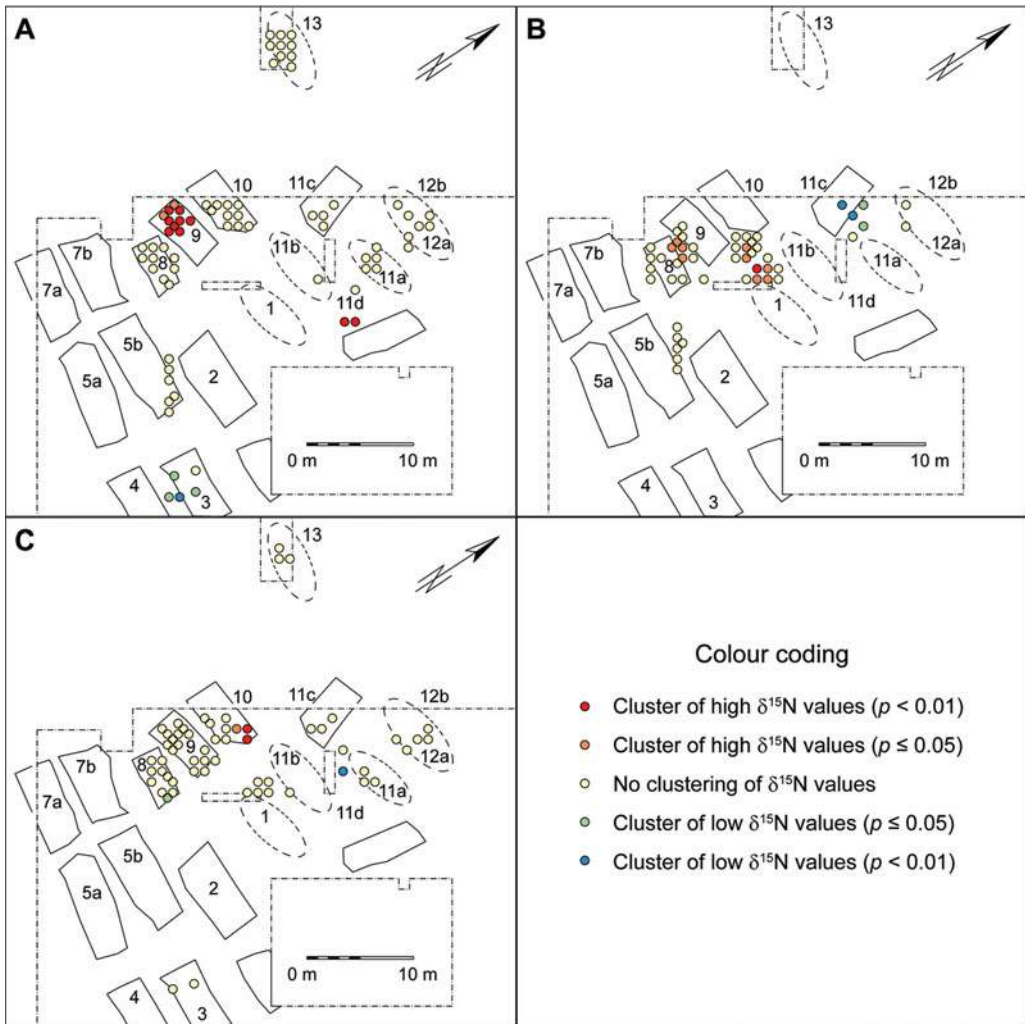 A
13
10
11c
12b
9
7b
8
11b
12a
11a
7a
11d
1
5b
2
5a
0 m 10 m
4
3
B
13
10
11c
12b
9
7b
8
11b
12a
11a
7a
11d
1
5b
2
5a
0 m 10 m
4
3
C
13
10
11c
12b
9
7b
8
11b
12a
11a
7a
11d
1
5b
2
5a
0 m 10 m
4
3
Colour coding
Cluster of high δ¹⁵N values (p < 0.01)
Cluster of high δ¹⁵N values (p ≤ 0.05)
No clustering of δ¹⁵N values
Cluster of low δ¹⁵N values (p ≤ 0.05)
Cluster of low δ¹⁵N values (p < 0.01)